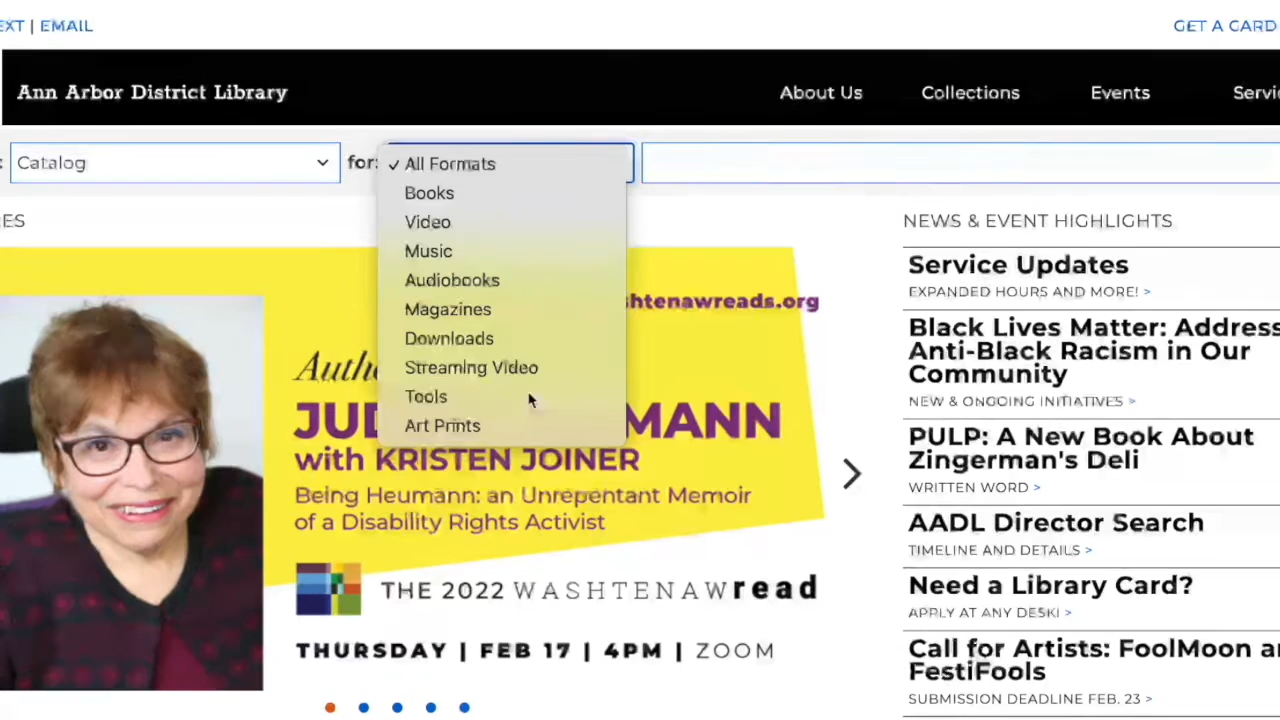 EXT | EMAIL
GET A CARD
Ann Arbor District Library
About Us
Collections
Events
Catalog
for:
✓ All Formats
Books
Video
Music
Audiobooks
Magazines
Downloads
Streaming Video
Tools
Art Prints
ES
htenawreads.org
Auth
JUD MANN
with KRISTEN JOINER
Being Heumann: an Unrepentant Memoir
of a Disability Rights Activist
THE 2022 WASHTENAWread
THURSDAY | FEB 17 | 4PM | ZOOM
NEWS & EVENT HIGHLIGHTS
Service Updates
EXPANDED HOURS AND MORE! >
Black Lives Matter: Address
Anti-Black Racism in Our
Community
NEW & ONGOING INITIATIVES >
PULP: A New Book About
Zingerman's Deli
WRITTEN WORD >
AADL Director Search
TIMELINE AND DETAILS >
Need a Library Card?
APPLY AT ANY DESK! >
Call for Artists: FoolMoon an
FestiFools
SUBMISSION DEADLINE FEB. 23 >